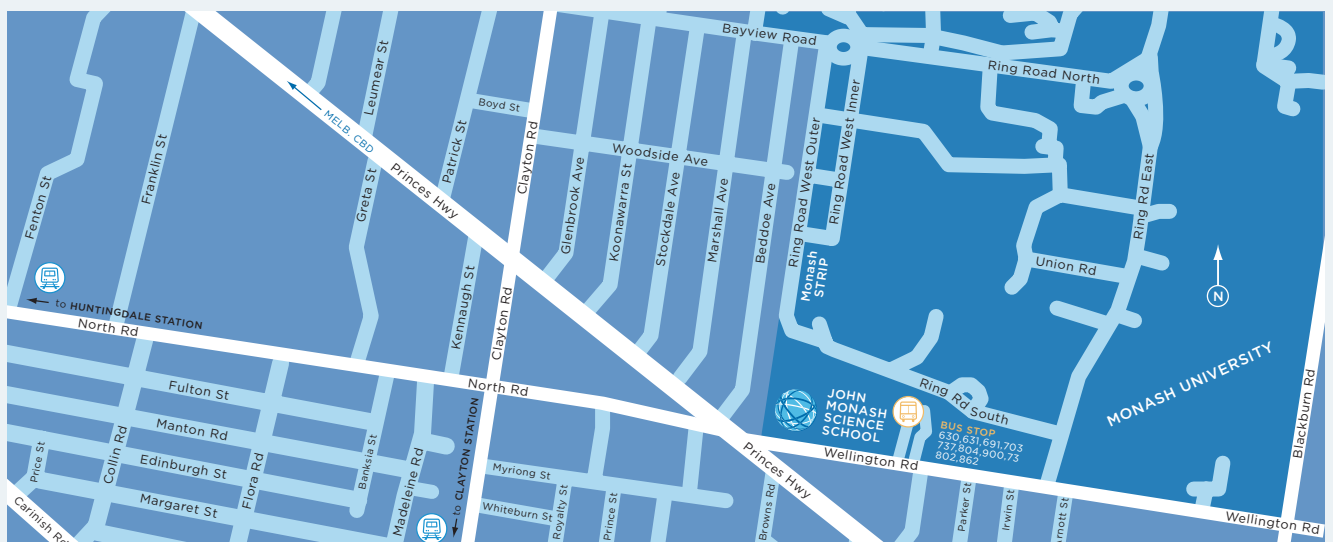 Bayview Road
Ring Road North
Leumear St
Boyd St
MELB. CBD
Princes Hwy
Patrick St
Clayton Rd
Woodside Ave
Franklin St
Fenton St
Greta St
Glenbrook Ave
Koonawarra St
Stockdale Ave
Marshall Ave
Beddoe Ave
Ring Road West Outer
Ring Road West Inner
Ring Rd East
Union Rd
Monash
STRIP
N
to HUNTINGDALE STATION
North Rd
Kennaugh St
Clayton Rd
North Rd
Fulton St
Manton Rd
Edinburgh St
Margaret St
Price St
Collin Rd
Flora Rd
Banksia St
Madeleine Rd
to CLAYTON STATION
Carinish Rd
Myriong St
Whiteburn St
Royalty St
Prince St
Princes Hwy
Browns Rd
JOHN
MONASH
SCIENCE
SCHOOL
Ring Rd South
BUS STOP
630,631,691,703
737,804,900,73
802,862
Wellington Rd
Parker St
Irwin St
MONASH UNIVERSITY
Blackburn Rd
Wellington Rd